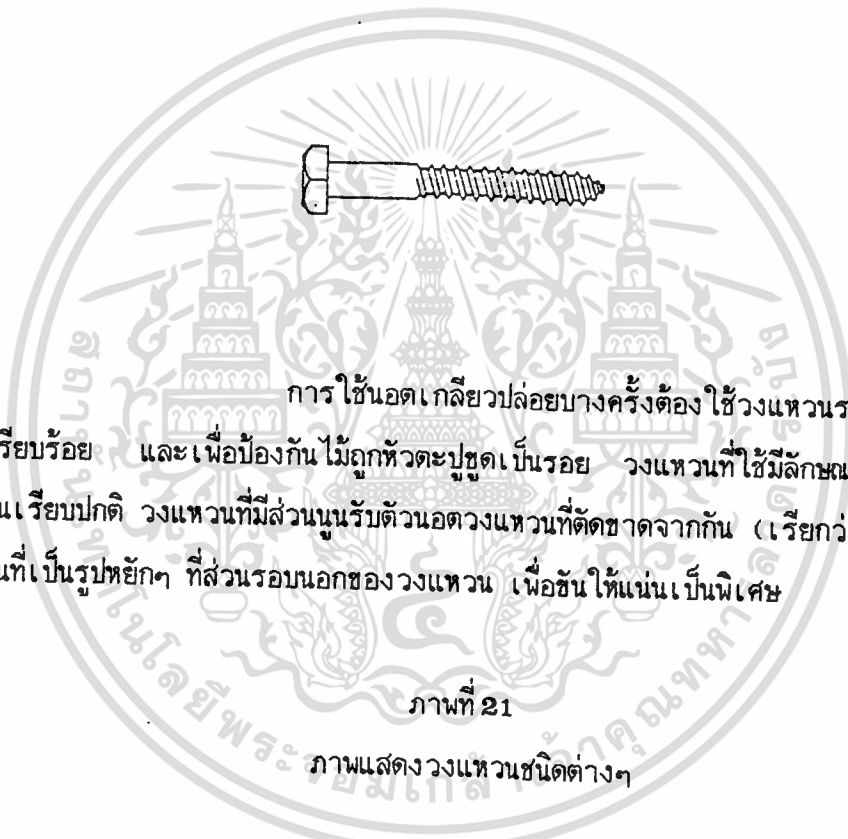 การใช้นอตเกลียวปล่อยบางครั้งต้องใช้วงแหวนร
รียบร้อย และเพื่อป้องกันไม้ถูกหัวตะปูขูดเป็นรอย วงแหวนที่ใช้มีลักษณ
นเรียบปกติ วงแหวนที่มีส่วนนูนรับตัวนอตวงแหวนที่ตัดขาดจากกัน (เรียกว่
นที่เป็นรูปหยักๆ ที่ส่วนรอบนอกของวงแหวน เพื่อขันให้แน่นเป็นพิเศษ
ภาพที่ 21
ภาพแสดงวงแหวนชนิดต่างๆ